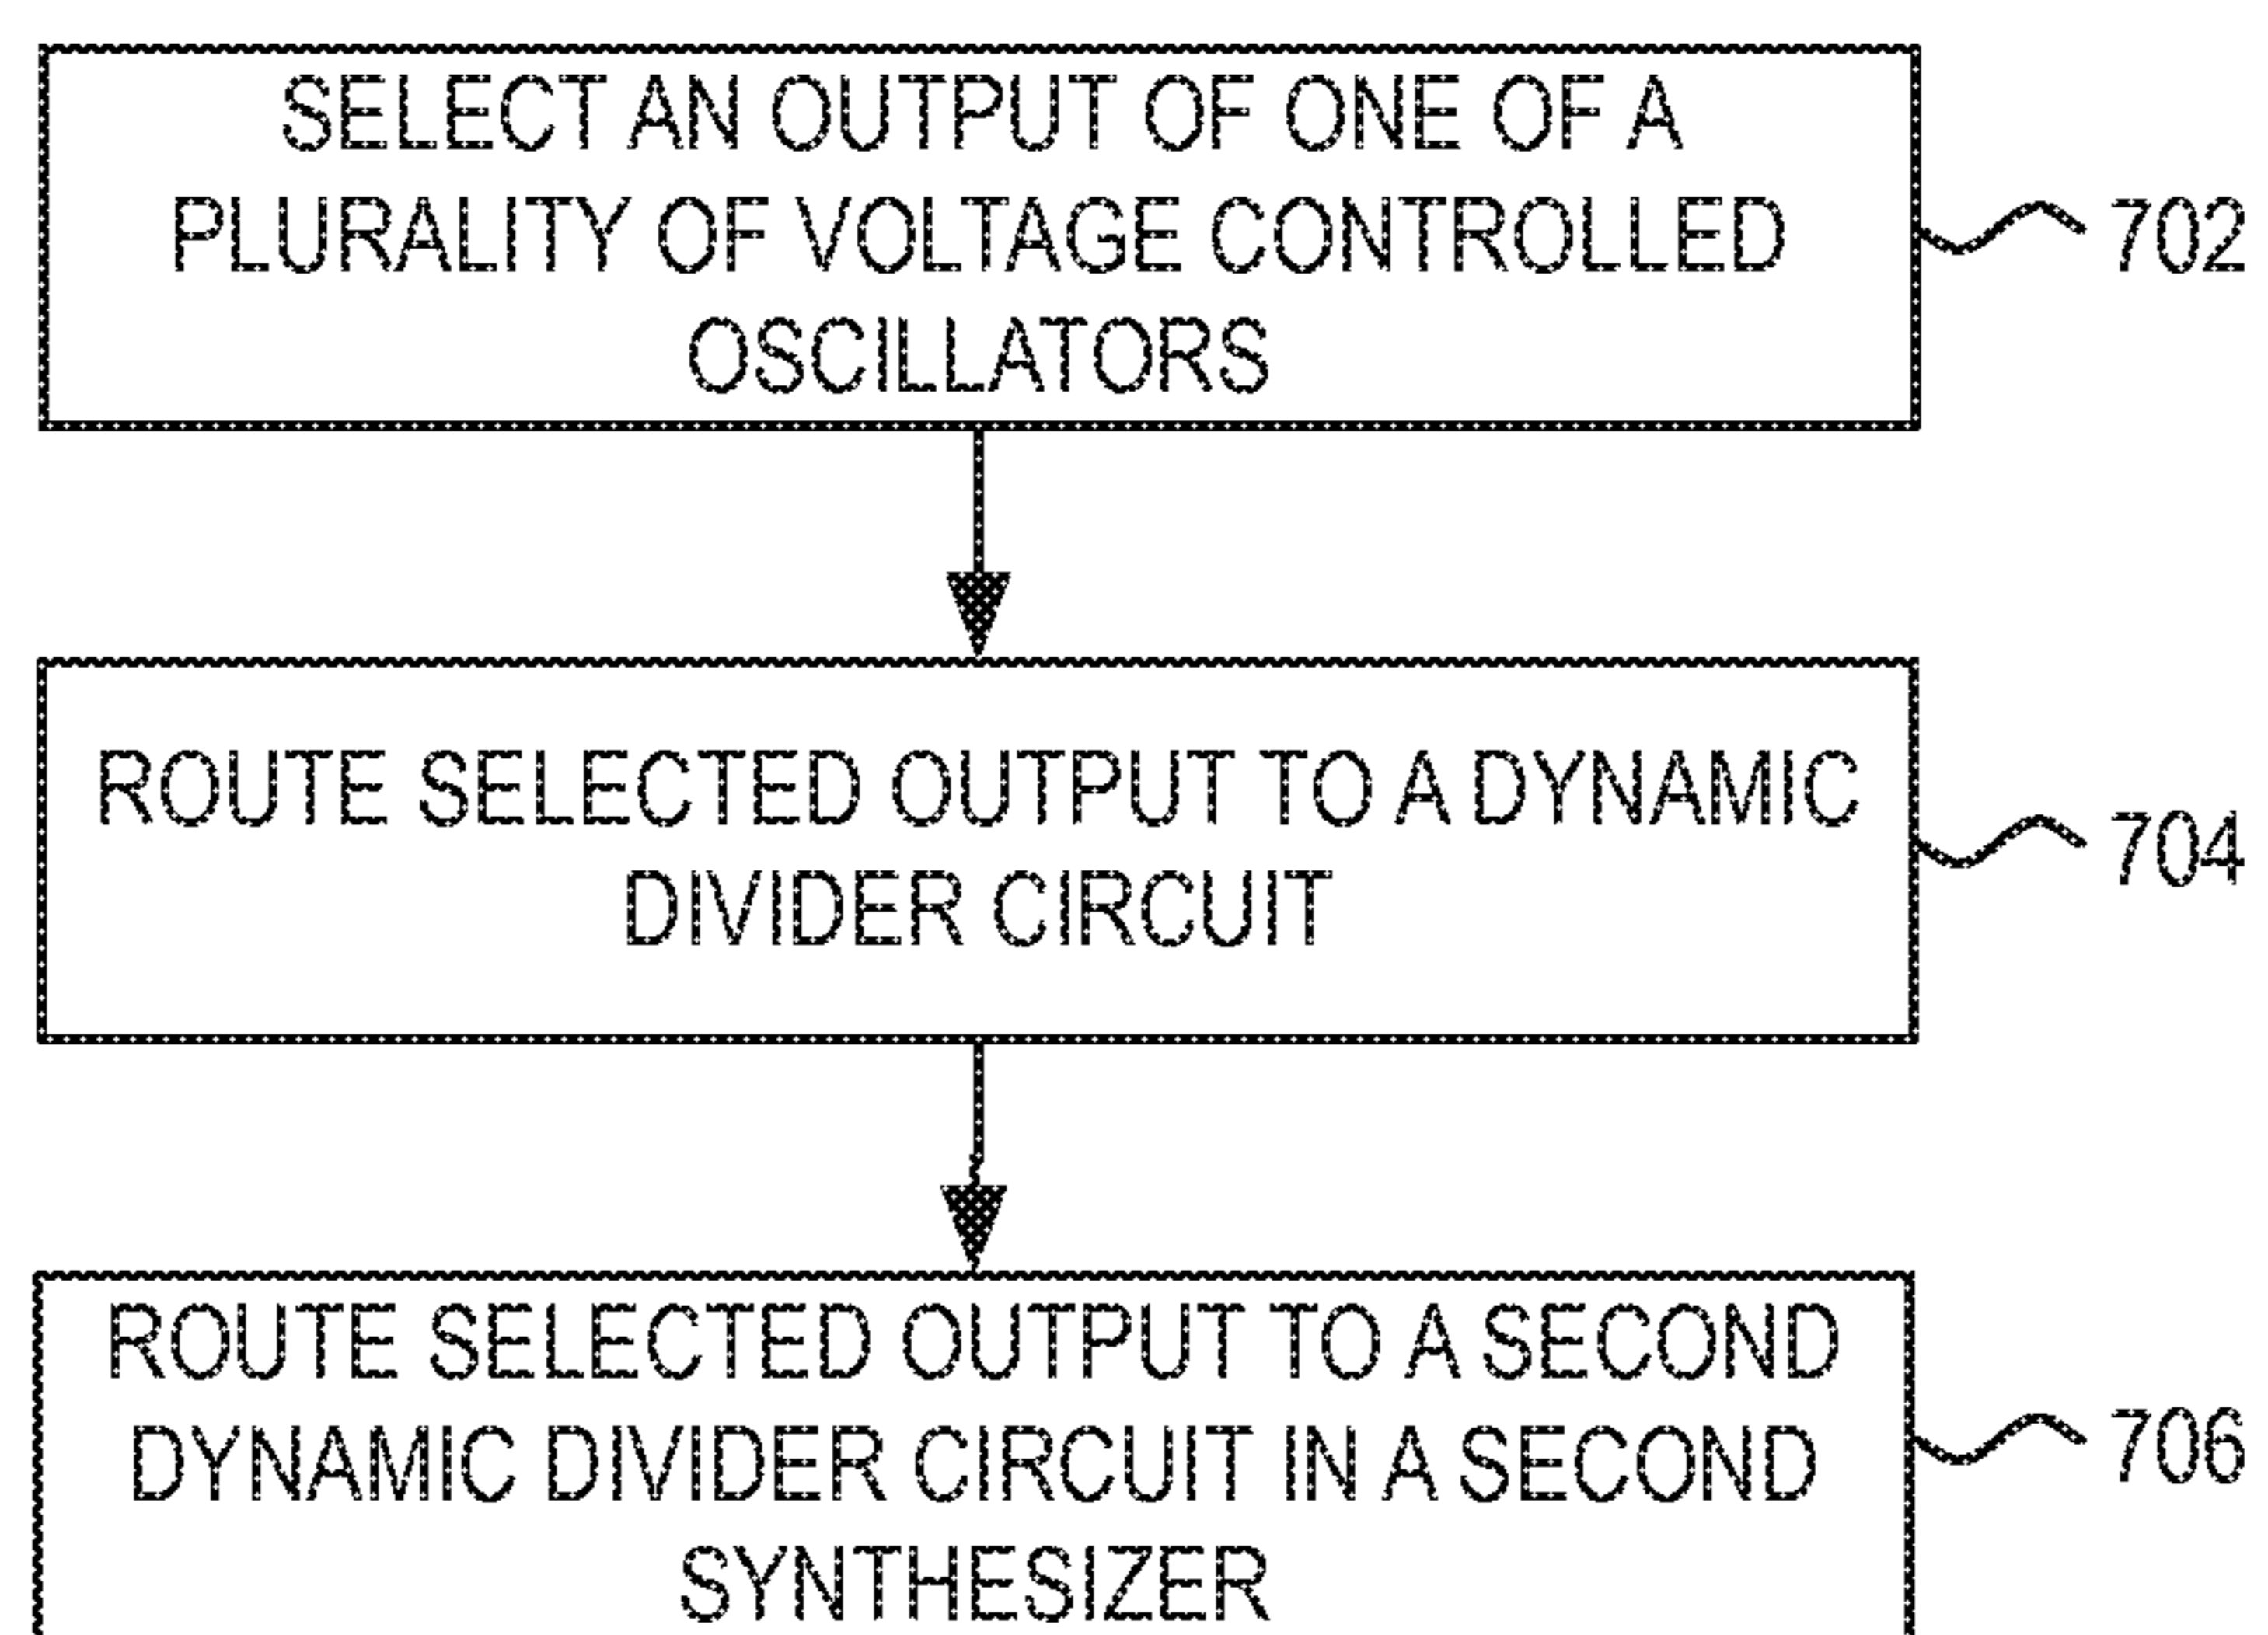 SELECT AN OUTPUT OF ONE OF A
PLURALITY OF VOLTAGE CONTROLLED
OSCILLATORS
702
ROUTE SELECTED OUTPUT TO A DYNAMIC
DIVIDER CIRCUIT
704
ROUTE SELECTED OUTPUT TO A SECOND
DYNAMIC DIVIDER CIRCUIT IN A SECOND
SYNTHESIZER
706